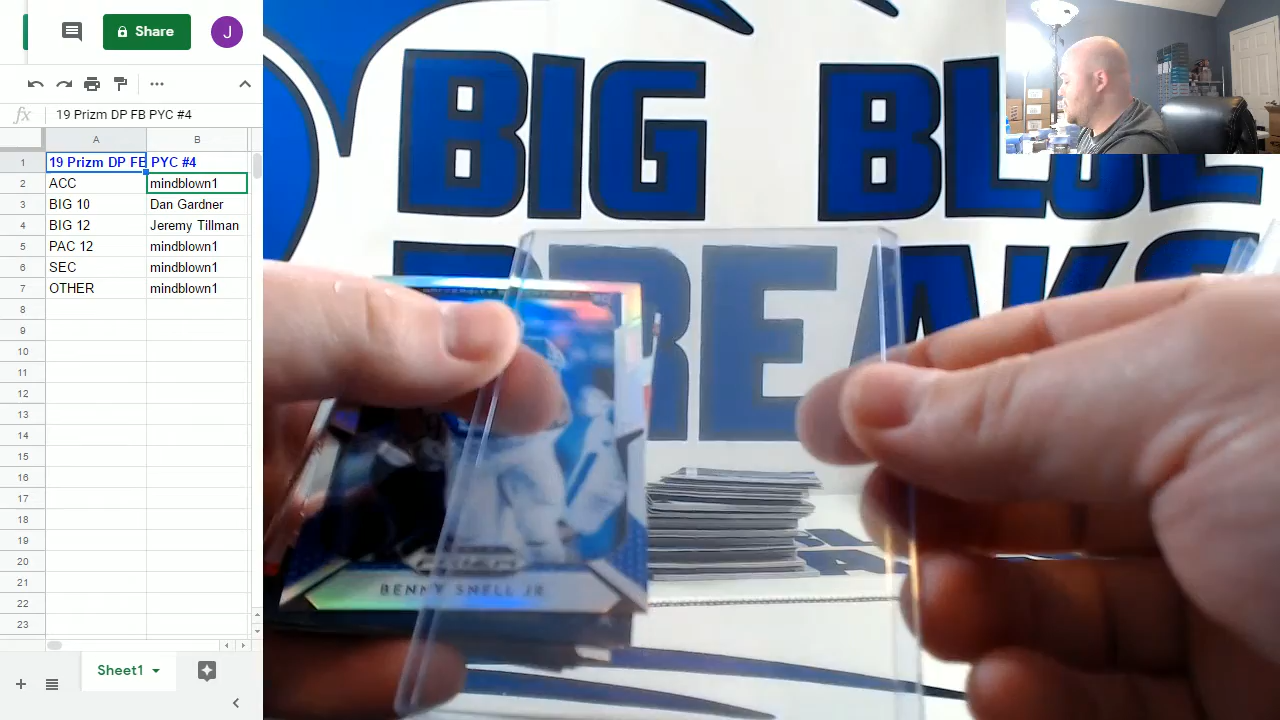 Share
J
fx 19 Prizm DP FB PYC #4
A B
1 19 Prizm DP FB PYC #4
2 ACC mindblown1
3 BIG 10 Dan Gardner
4 BIG 12 Jeremy Tillman
5 PAC 12 mindblown1
6 SEC mindblown1
7 OTHER mindblown1
8
9
10
11
12
13
14
15
16
17
18
19
20
21
22
23
Sheet1
BIG BLUE
BREAKS
PRIZM
BENNY SNELL JR.